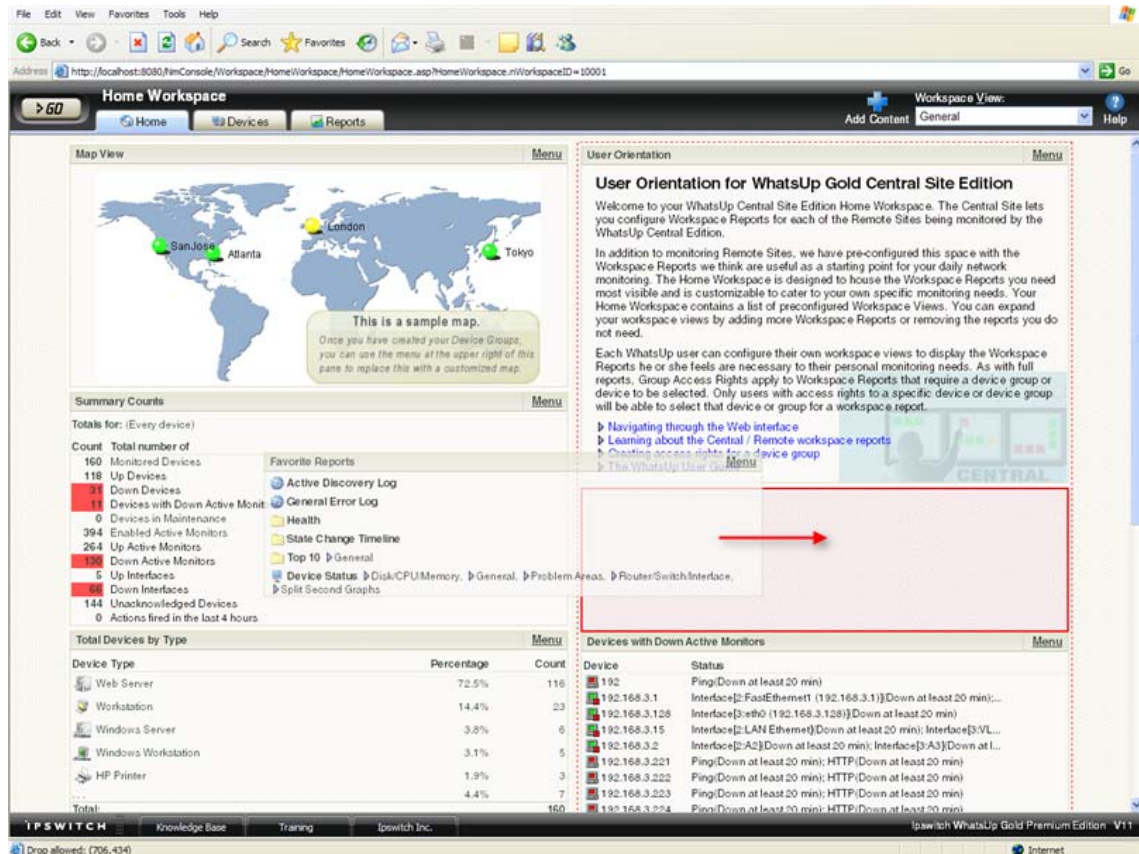 File Edit View Favorites Tools Help
Back Search Favorites
Address http://localhost:8080/NmConsole/Workspace/HomeWorkspace/HomeWorkspace.asp?HomeWorkspace.nWorkspaceID=10001 Go
> GO Home Workspace
Home Devices Reports
Add Content
Workspace View:
General
Help
Map View Menu
SanJose
Atlanta
London
Tokyo
This is a sample map.
Once you have created your Device Groups,
you can use the menu at the upper right of this
pane to replace this with a customized map.
Summary Counts Menu
Totals for: (Every device)
Count Total number of
160 Monitored Devices
118 Up Devices
31 Down Devices
11 Devices with Down Active Monit
0 Devices in Maintenance
394 Enabled Active Monitors
264 Up Active Monitors
130 Down Active Monitors
5 Up Interfaces
66 Down Interfaces
144 Unacknowledged Devices
0 Actions fired in the last 4 hours
Favorite Reports Menu
Active Discovery Log
General Error Log
Health
State Change Timeline
Top 10 General
Device Status Disk/CPU/Memory, General, Problem Areas, Router/Switch/Interface,
Split Second Graphs
Total Devices by Type Menu
Device Type Percentage Count
Web Server 72.5% 116
Workstation 14.4% 23
Windows Server 3.8% 6
Windows Workstation 3.1% 5
HP Printer 1.9% 3
... 4.4% 7
Total: 160
User Orientation Menu
User Orientation for WhatsUp Gold Central Site Edition
Welcome to your WhatsUp Central Site Edition Home Workspace. The Central Site lets
you configure Workspace Reports for each of the Remote Sites being monitored by the
WhatsUp Central Edition.
In addition to monitoring Remote Sites, we have pre-configured this space with the
Workspace Reports we think are useful as a starting point for your daily network
monitoring. The Home Workspace is designed to house the Workspace Reports you need
most visible and is customizable to cater to your own specific monitoring needs. Your
Home Workspace contains a list of preconfigured Workspace Views. You can expand
your workspace views by adding more Workspace Reports or removing the reports you do
not need.
Each WhatsUp user can configure their own workspace views to display the Workspace
Reports he or she feels are necessary to their personal monitoring needs. As with full
reports, Group Access Rights apply to Workspace Reports that require a device group or
device to be selected. Only users with access rights to a specific device or device group
will be able to select that device or group for a workspace report.
Navigating through the Web interface
Learning about the Central / Remote workspace reports
Creating access rights for a device group
The WhatsUp User Guide
CENTRAL
Devices with Down Active Monitors Menu
Device Status
192 Ping(Down at least 20 min)
192.168.3.1 Interface[2:FastEthernet1 (192.168.3.1)](Down at least 20 min);...
192.168.3.128 Interface[3:eth0 (192.168.3.128)](Down at least 20 min)
192.168.3.15 Interface[2:LAN Ethernet](Down at least 20 min); Interface[3:VL...
192.168.3.2 Interface[2:A2](Down at least 20 min); Interface[3:A3](Down at l...
192.168.3.221 Ping(Down at least 20 min); HTTP(Down at least 20 min)
192.168.3.222 Ping(Down at least 20 min); HTTP(Down at least 20 min)
192.168.3.223 Ping(Down at least 20 min); HTTP(Down at least 20 min)
192.168.3.224 Ping(Down at least 20 min); HTTP(Down at least 20 min)
IPSWITCH Knowledge Base Training Ipswitch Inc. Ipswitch WhatsUp Gold Premium Edition V11
Drop allowed: (706,434) Internet